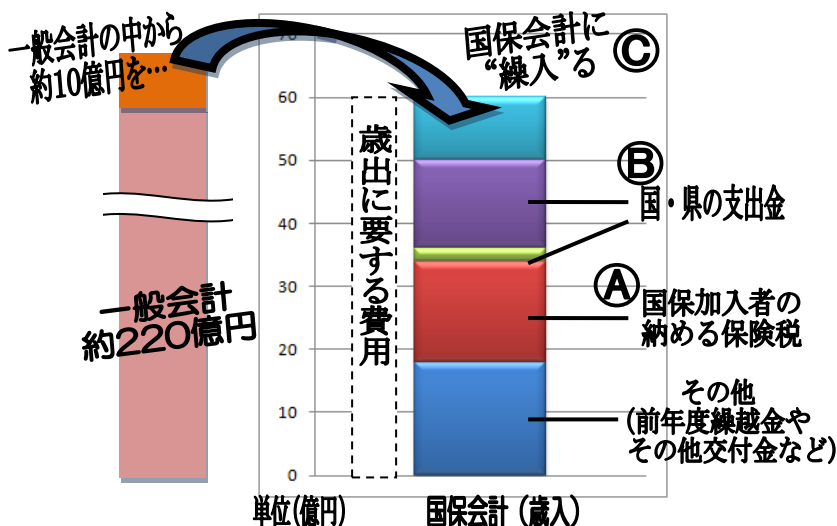 一般会計の中から
約10億円を…
国保会計に
“繰入”る
Ⓒ
70
60
50
40
30
20
10
0
歳出に要する費用
Ⓑ
国・県の支出金
Ⓐ
国保加入者の
納める保険税
一般会計
約220億円
その他
(前年度繰越金や
その他交付金など)
単位(億円)
国保会計（歳入）